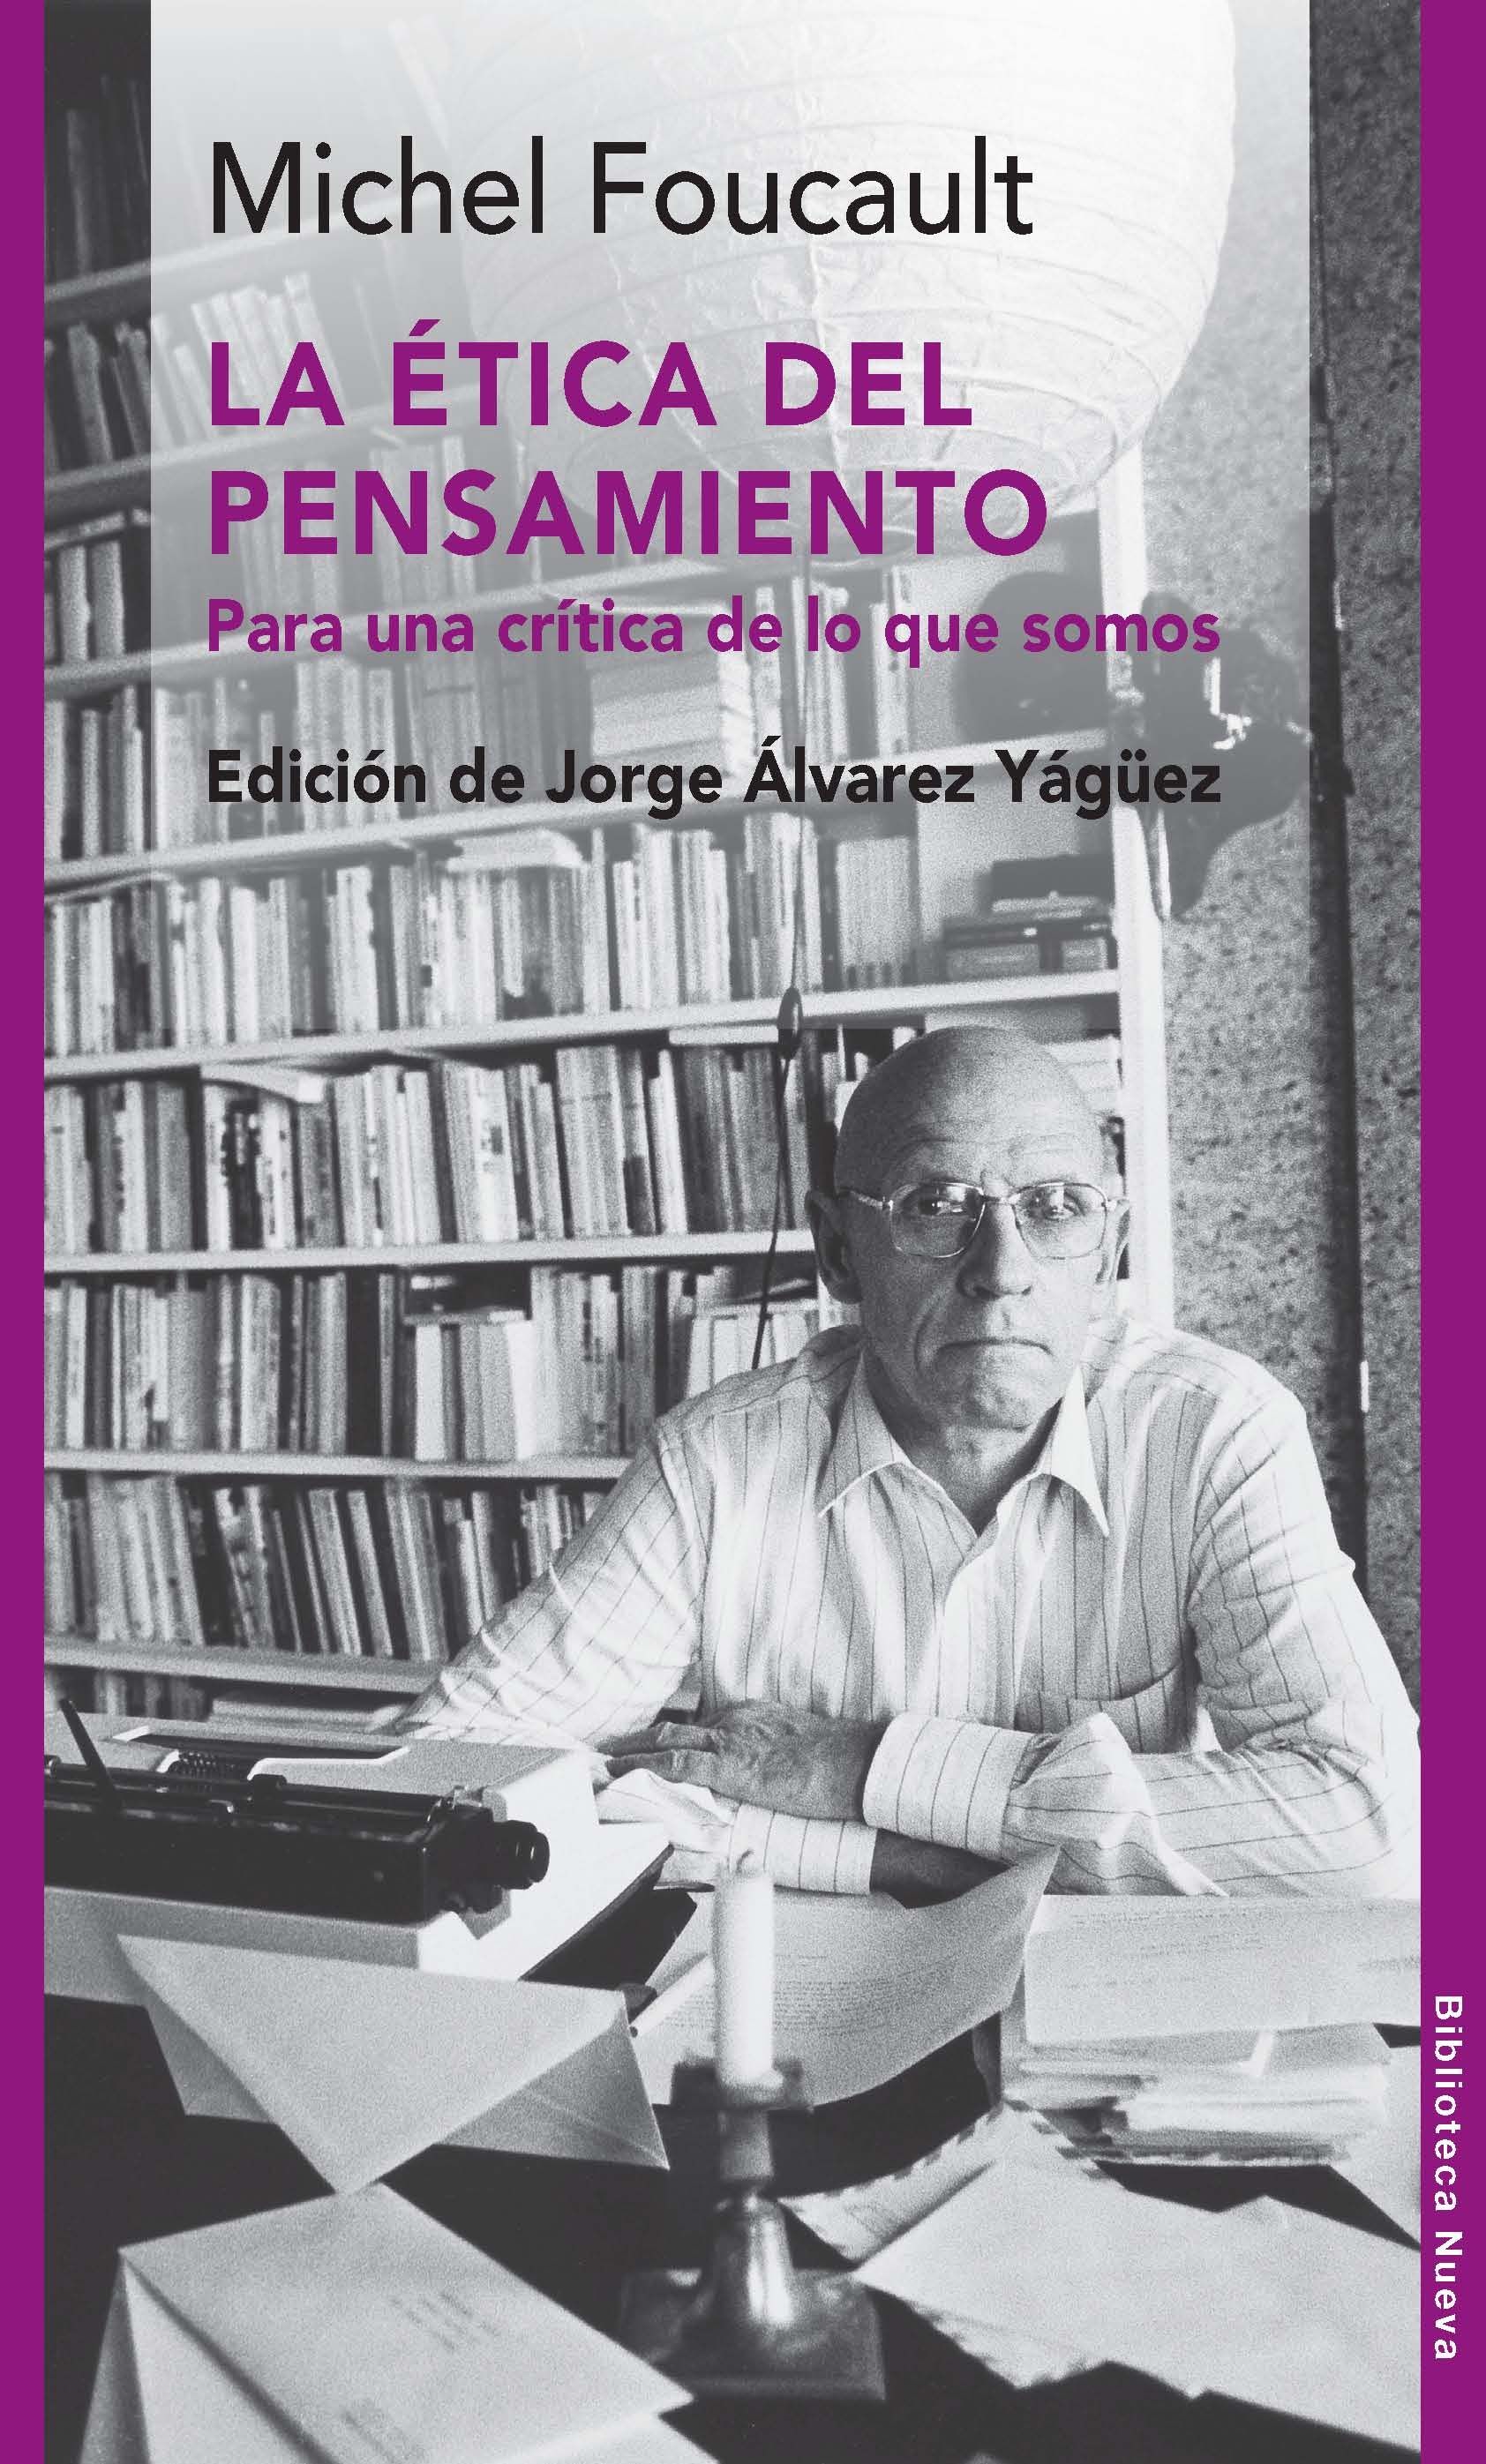 Michel Foucault
LA ÉTICA DEL
PENSAMIENTO
Para una crítica de lo que somos
Edición de Jorge Álvarez Yágüez
Biblioteca Nueva